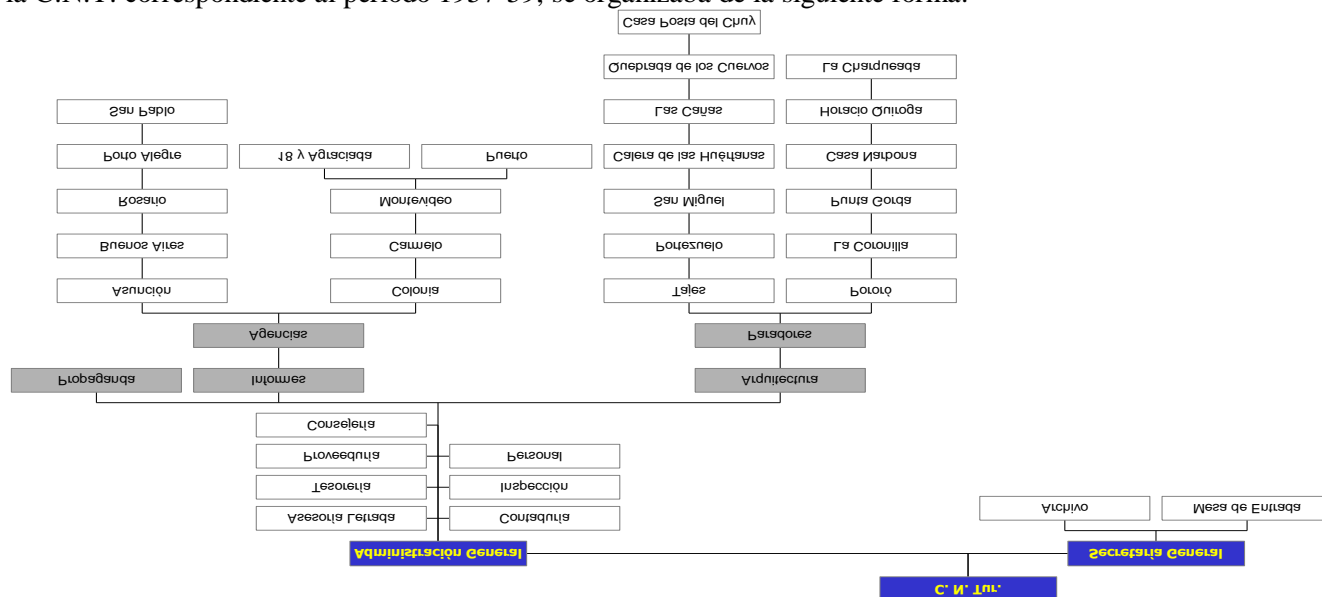 la C.N.T. correspondiente al período 1937-39, se organizaba de la siguiente forma:
Casa Posta del Chuy
Quebrada de los Cuervos
La Charqueada
San Pablo
Las Cañas
Horacio Quiroga
Porto Alegre
18 y Agraciada
Puerto
Calera de las Huérfanas
Casa Narbona
Rosario
Montevideo
San Miguel
Punta Gorda
Buenos Aires
Carmelo
Portezuelo
La Coronilla
Asunción
Colonia
Tajes
Pororó
Agencias
Paradores
Propaganda
Informes
Arquitectura
Consejería
Proveeduría
Personal
Tesorería
Inspección
Archivo
Mesa de Entrada
Asesoría Letrada
Contaduría
Administración General
Secretaría General
C. N. Tur.